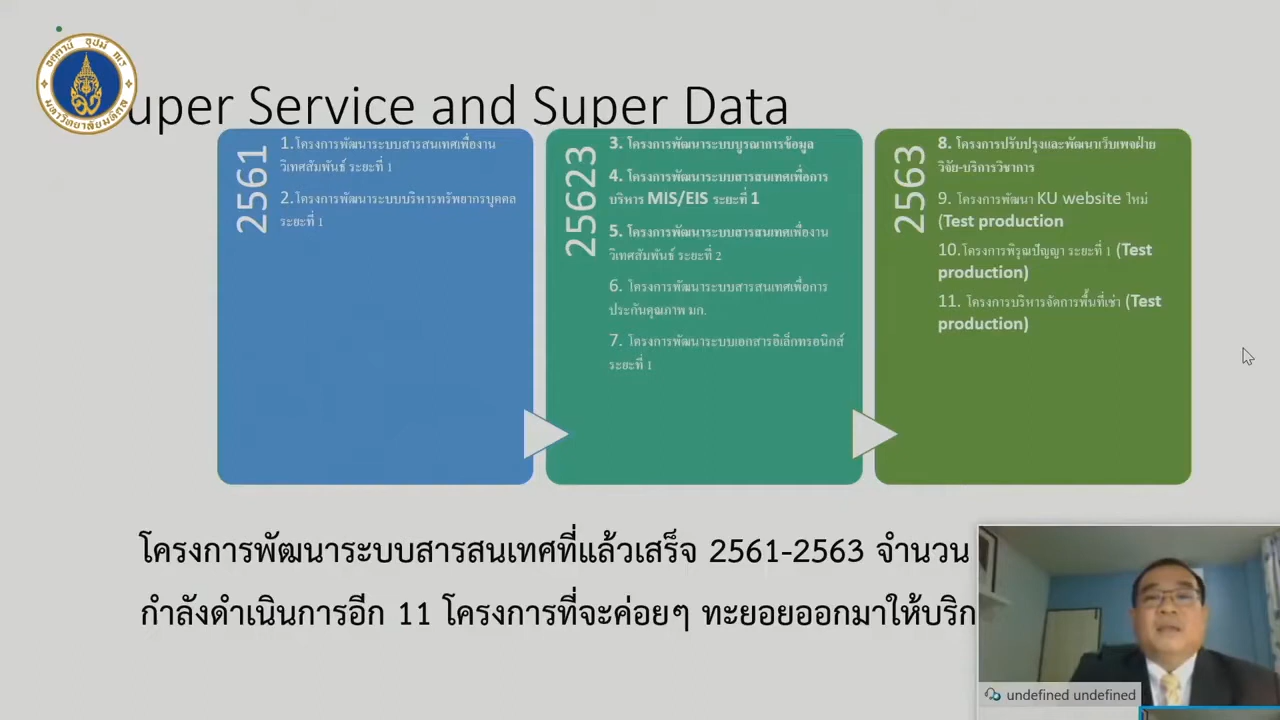 uper Service and Super Data
2561
1.โครงการพัฒนาระบบสารสนเทศเพื่องาน
วิเทศสัมพันธ์ ระยะที่ 1
2.โครงการพัฒนาระบบบริหารทรัพยากรบุคคล
ระยะที่ 1
25623
3. โครงการพัฒนาระบบบูรณาการข้อมูล
4. โครงการพัฒนาระบบสารสนเทศเพื่อการ
บริหาร MIS/EIS ระยะที่ 1
5. โครงการพัฒนาระบบสารสนเทศเพื่องาน
วิเทศสัมพันธ์ ระยะที่ 2
6. โครงการพัฒนาระบบสารสนเทศเพื่อการ
ประกันคุณภาพ มก.
7. โครงการพัฒนาระบบเอกสารอิเล็กทรอนิกส์
ระยะที่ 1
2563
8. โครงการปรับปรุงและพัฒนาเว็บเพจฝ่าย
วิจัย-บริการวิชาการ
9. โครงการพัฒนา KU website ใหม่
(Test production
10.โครงการพิรุณปัญญา ระยะที่ 1 (Test
production)
11. โครงการบริหารจัดการพื้นที่เช่า (Test
production)
โครงการพัฒนาระบบสารสนเทศที่แล้วเสร็จ 2561-2563 จำนวน
กำลังดำเนินการอีก 11 โครงการที่จะค่อยๆ ทะยอยออกมาให้บริก
undefined undefined